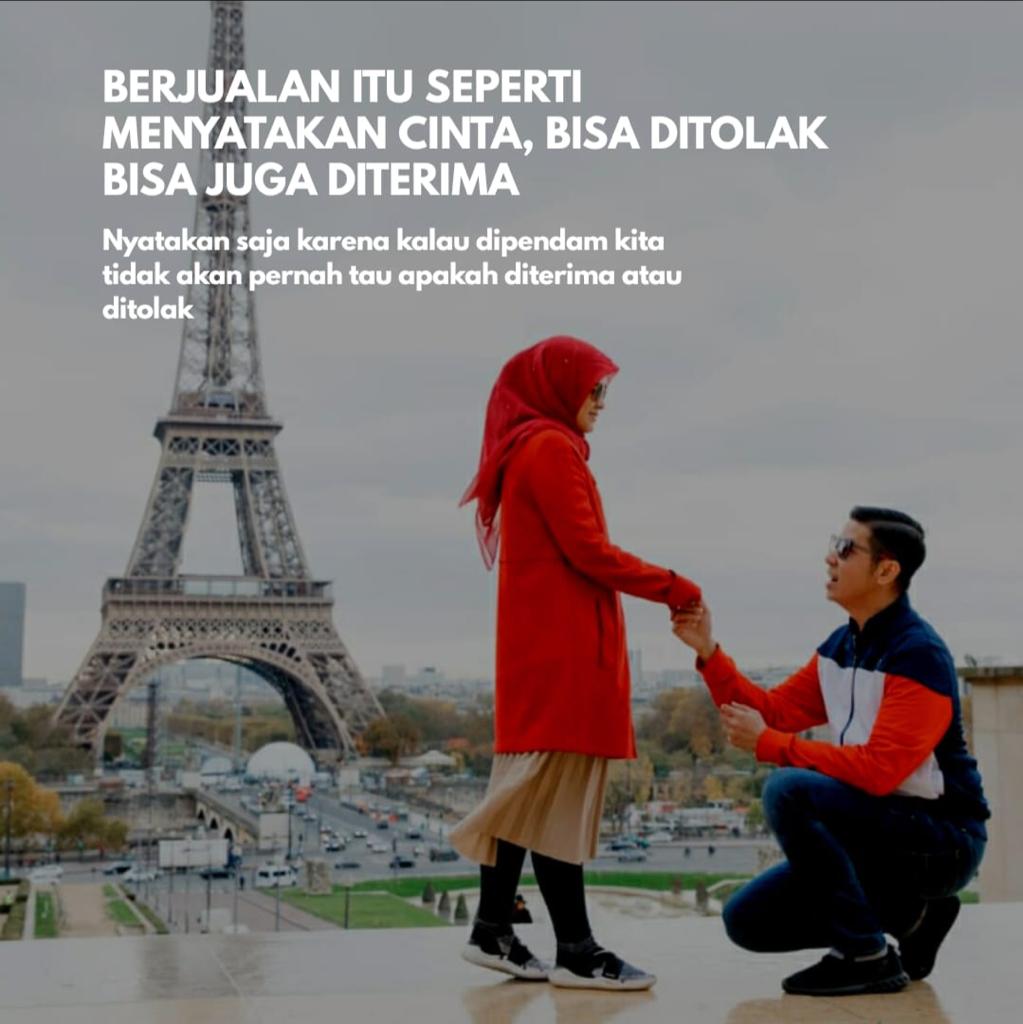 BERJUALAN ITU SEPERTI
MENYATAKAN CINTA, BISA DITOLAK
BISA JUGA DITERIMA
Nyatakan saja karena kalau dipendam kita
tidak akan pernah tau apakah diterima atau
ditolak